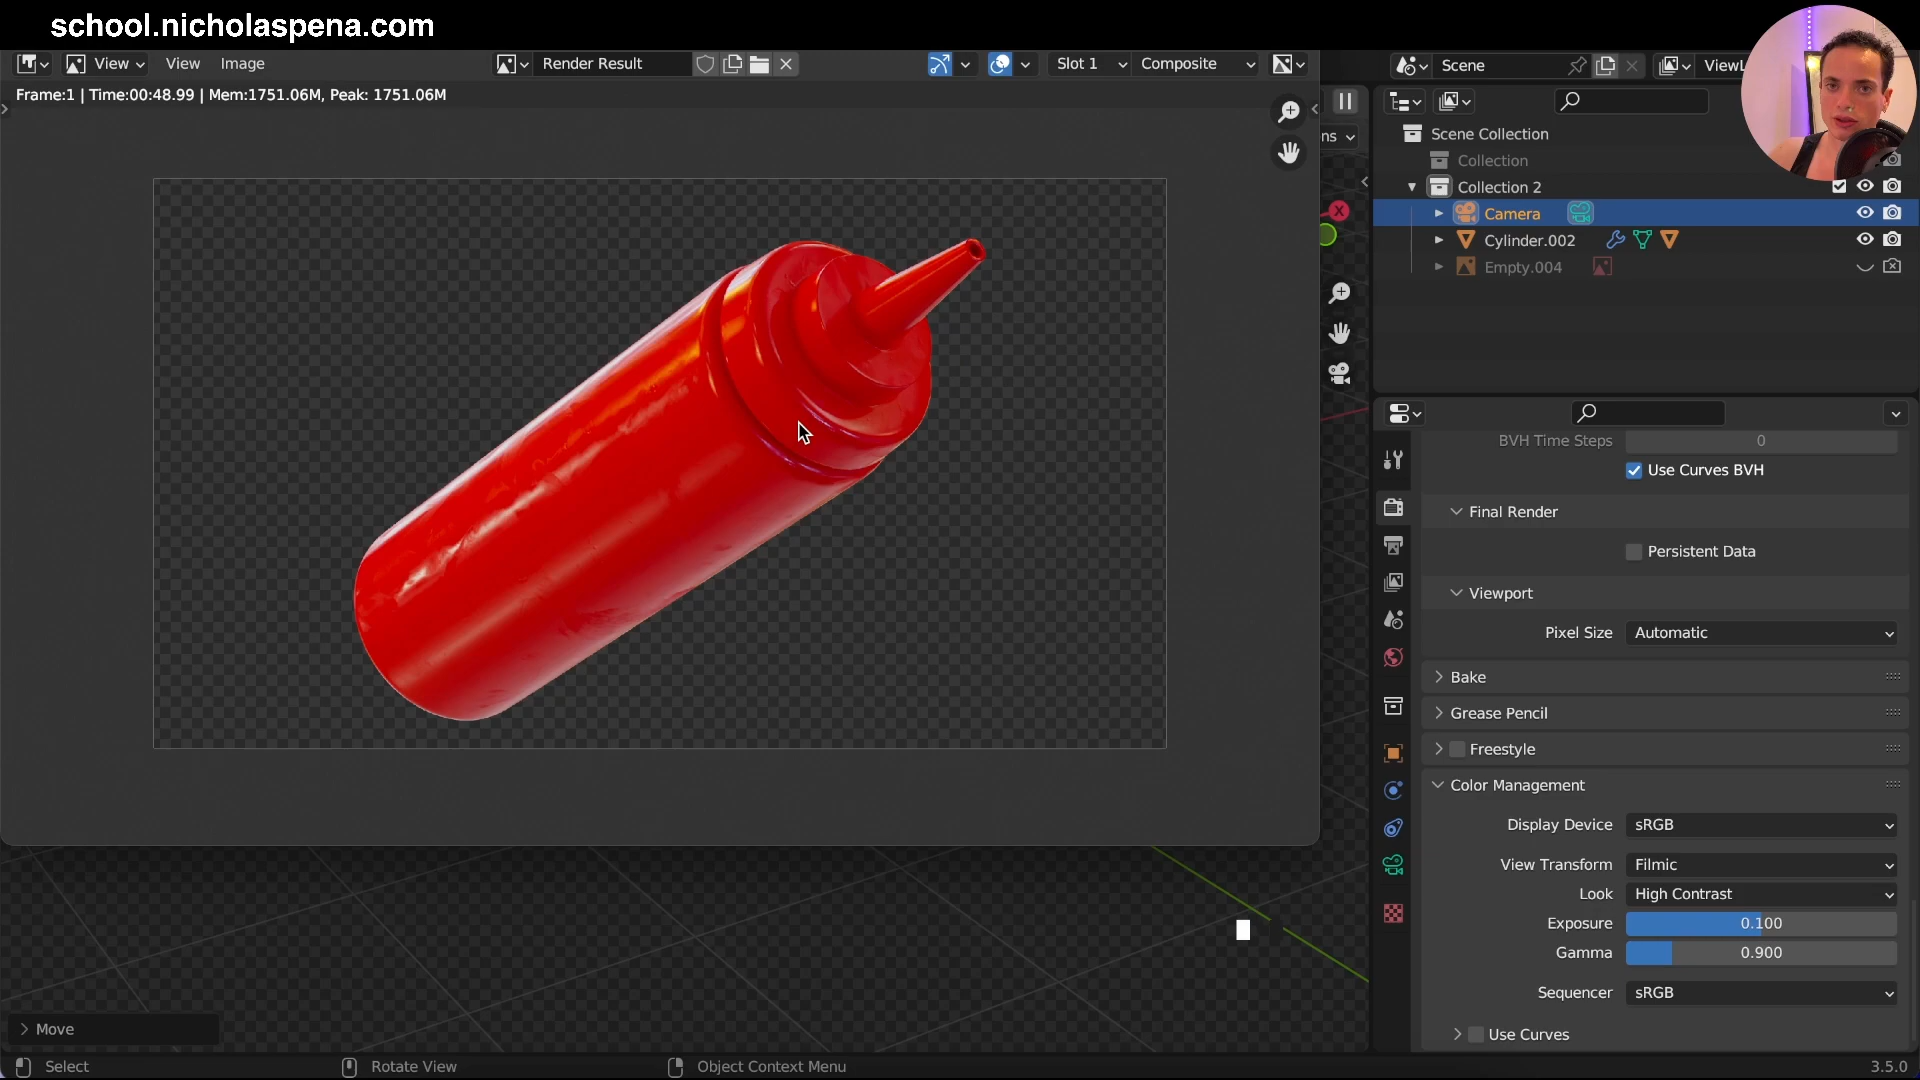 school.nicholaspena.com
View
View
Image
Render Result
Slot 1
Composite
Scene
Frame:1 | Time:00:48.99 | Mem:1751.06M, Peak: 1751.06M
Scene Collection
Collection
Collection 2
X
Camera
Cylinder.002
Empty.004
BVH Time Steps
0
Use Curves BVH
Final Render
Persistent Data
Viewport
Pixel Size
Automatic
Bake
Grease Pencil
Freestyle
Color Management
Display Device
sRGB
View Transform
Filmic
Look
High Contrast
Exposure
0.100
Gamma
0.900
Sequencer
sRGB
Use Curves
Move
Select
Rotate View
Object Context Menu
3.5.0